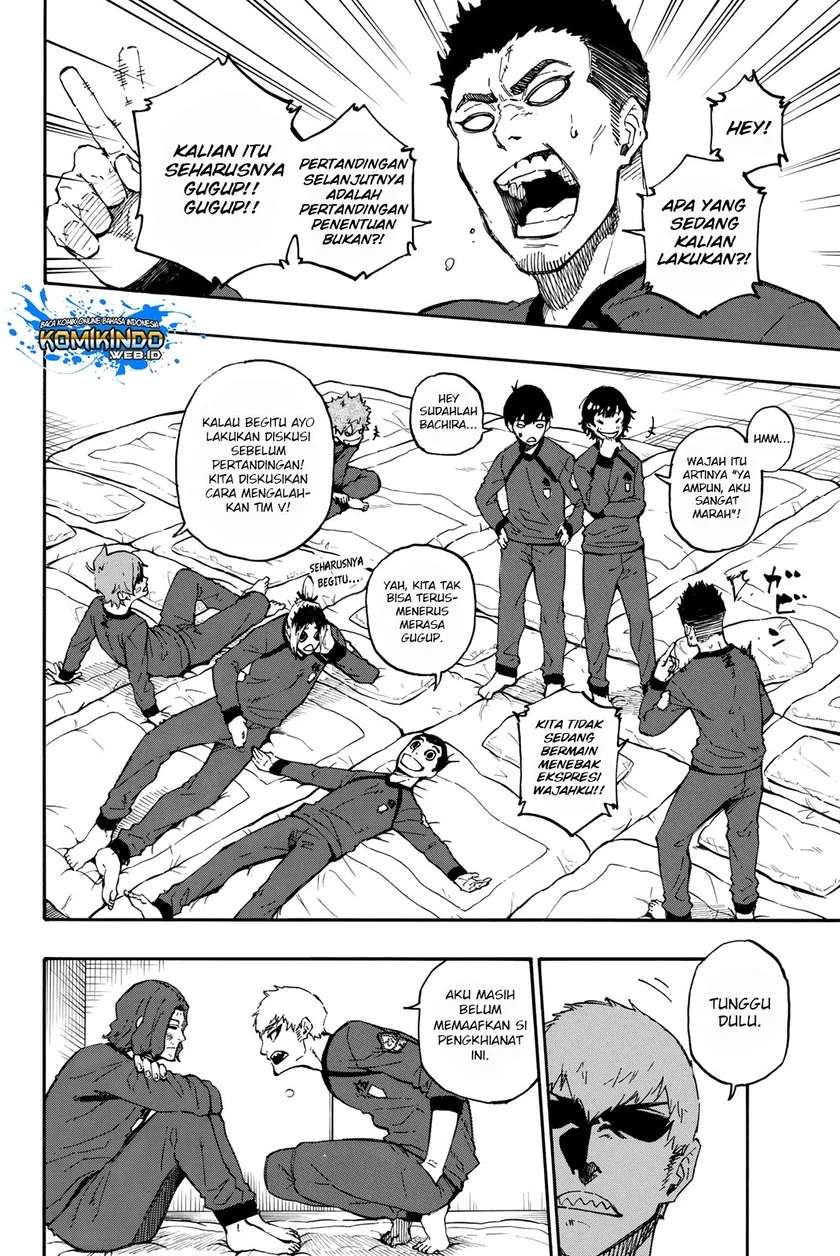 HEY!
APA YANG
SEDANG
KALIAN
LAKUKAN?!
PERTANDINGAN
SELANJUTNYA
ADALAH
PERTANDINGAN
PENENTUAN
BUKAN?!
KALIAN ITU
SEHARUSNYA
GUGUP!!
GUGUP!!
BACA KOMIK ONLINE BAHASA INDONESIA
KOMIKINDO
WEB.ID
HMM...
WAJAH ITU
ARTINYA "YA
AMPUN, AKU
SANGAT
MARAH"!
HEY
SUDAHLAH
BACHIRA...
KITA TIDAK
SEDANG
BERMAIN
MENEBAK
EKSPRESI
WAJAHKU!!
KALAU BEGITU AYO
LAKUKAN DISKUSI
SEBELUM
PERTANDINGAN!
KITA DISKUSIKAN
CARA MENGALAH-
KAN TIM V!
YAH, KITA TAK
BISA TERUS-
MENERUS
MERASA
GUGUP.
SEHARUSNYA
BEGITU...
TUNGGU
DULU.
AKU MASIH
BELUM
MEMAAFKAN SI
PENGKHIANAT
INI.